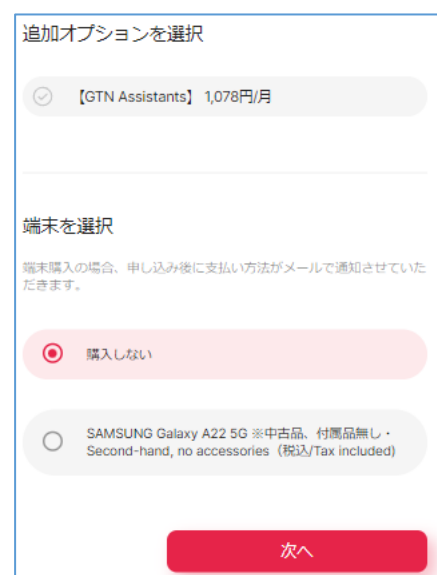 追加オプションを選択
【GTN Assistants】 1,078円/月
端末を選択
端末購入の場合、申し込み後に支払い方法がメールで通知させていた
だきます。
購入しない
SAMSUNG Galaxy A22 5G ※中古品、付属品無し・
Second-hand, no accessories（税込/Tax included)
次へ